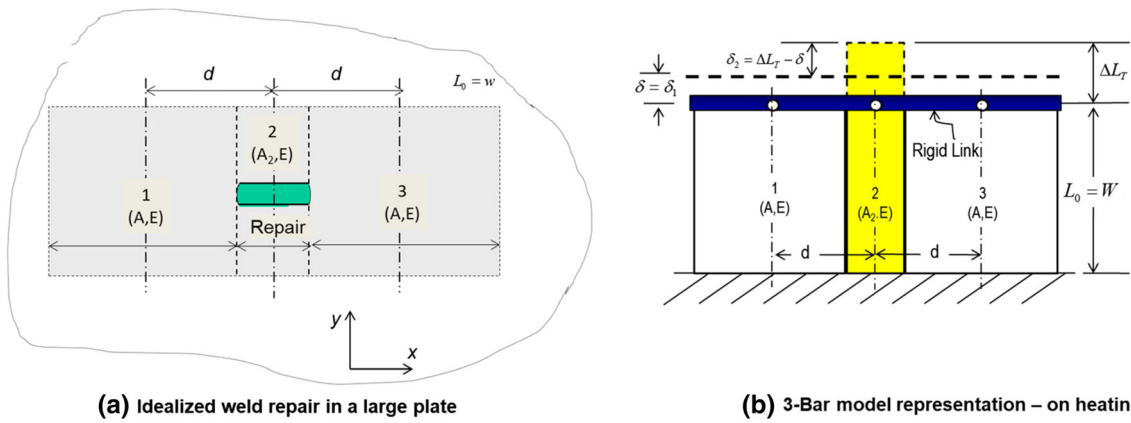 d
d
L₀ = w
2
(A₂,E)
1
(A,E)
3
(A,E)
Repair
y
x
(a) Idealized weld repair in a large plate
δ₂ = ΔL_T − δ
δ = δ₁
ΔL_T
Rigid Link
1
(A,E)
2
(A₂.E)
3
(A,E)
L₀ = W
d
d
(b) 3-Bar model representation – on heatin